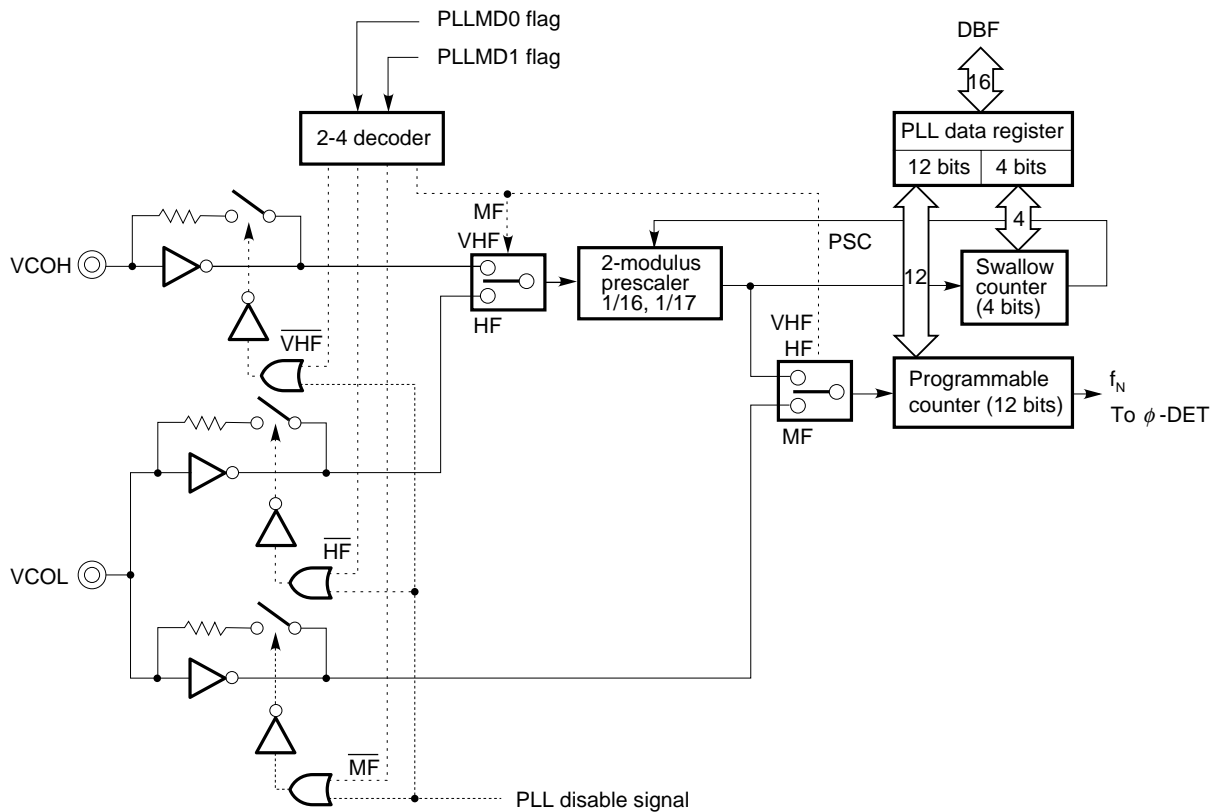 PLLMD0 flag
PLLMD1 flag
DBF
16
2-4 decoder
PLL data register
12 bits
4 bits
MF
VHF
4
PSC
VCOH
2-modulus
prescaler
1/16, 1/17
12
Swallow
counter
(4 bits)
HF
VHF
VHF
HF
Programmable
counter (12 bits)
fN
To ϕ-DET
MF
HF
VCOL
MF
PLL disable signal